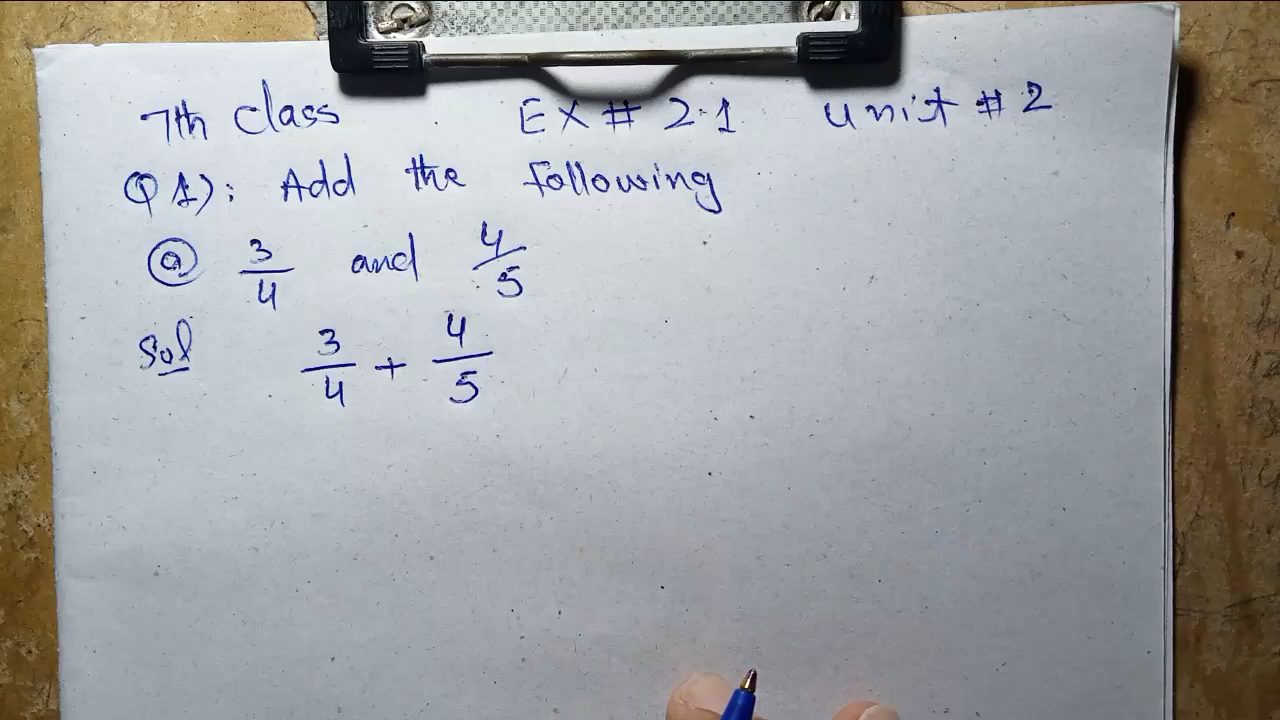 7th class Ex # 2.1 unit # 2
Q1): Add the following
(a) 3/4 and 4/5
Sol 3/4 + 4/5